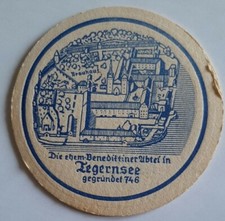 Brauhaus
Die ehem. Benediktiner Abtei in
Tegernsee
gegründet 746